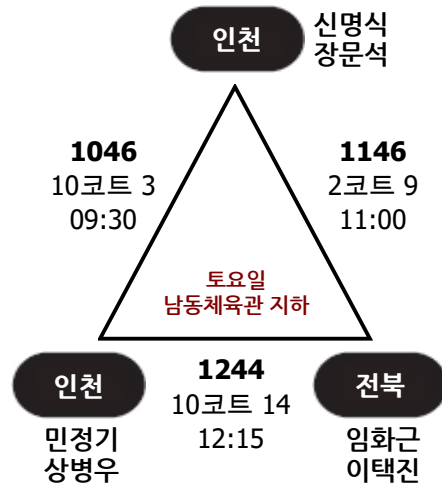 인천
신명식
장문석
1046
10코트 3
09:30
1146
2코트 9
11:00
토요일
남동체육관 지하
인천
민정기
상병우
1244
10코트 14
12:15
전북
임화근
이택진